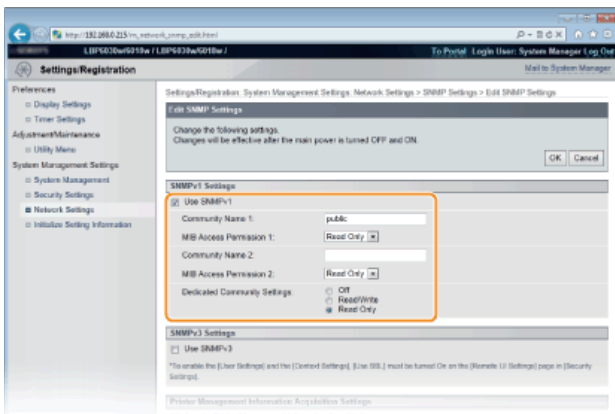 http://192.168.0.215/m_network_snmp_edit.html
LBP6030w/6018w / LBP6030w/6018w /
To Portal Login User: System Manager Log Out
Settings/Registration
Mail to System Manager
Preferences
Display Settings
Timer Settings
Adjustment/Maintenance
Utility Menu
System Management Settings
System Management
Security Settings
Network Settings
Initialize Setting Information
Settings/Registration: System Management Settings: Network Settings > SNMP Settings > Edit SNMP Settings
Edit SNMP Settings
Change the following settings.
Changes will be effective after the main power is turned OFF and ON.
OK Cancel
SNMPv1 Settings
Use SNMPv1
Community Name 1: public
MIB Access Permission 1: Read Only
Community Name 2:
MIB Access Permission 2: Read Only
Dedicated Community Settings: Off
Read/Write
Read Only
SNMPv3 Settings
Use SNMPv3
*To enable the [User Settings] and the [Context Settings], [Use SSL] must be turned On on the [Remote UI Settings] page in [Security
Settings].
Printer Management Information Acquisition Settings